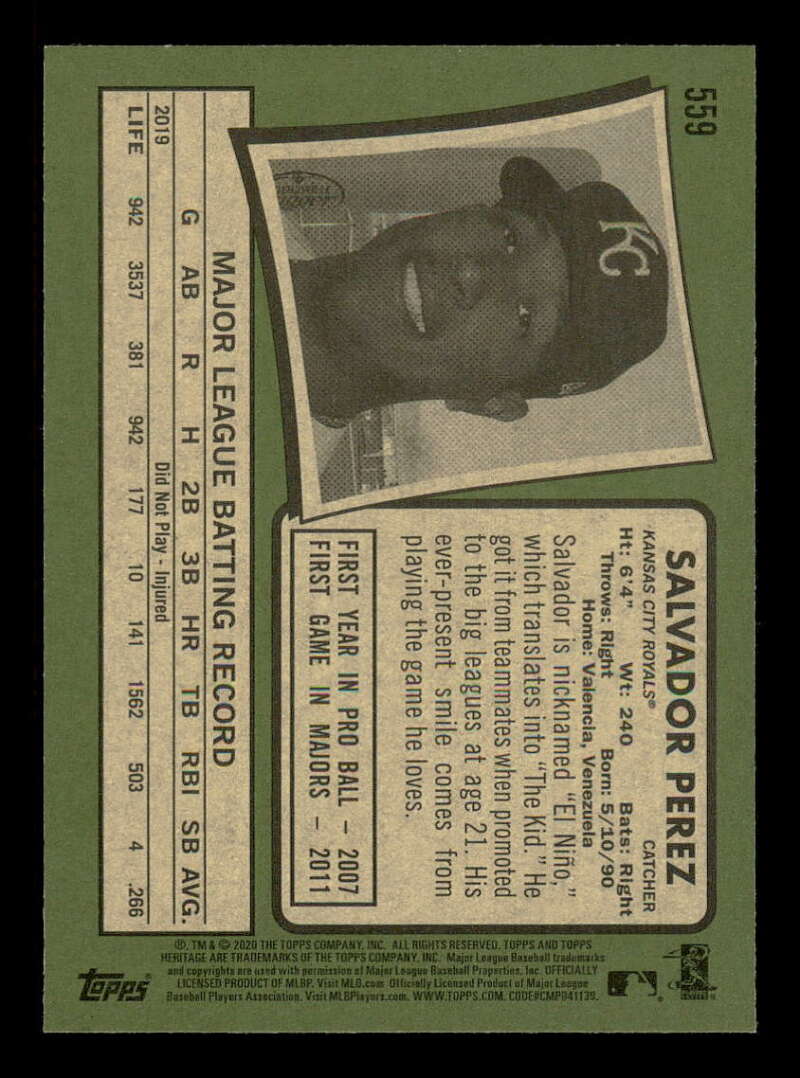 559
KC
SALVADOR PEREZ
KANSAS CITY ROYALS® CATCHER
Ht: 6'4" Wt: 240 Bats: Right
Throws: Right Born: 5/10/90
Home: Valencia, Venezuela
Salvador is nicknamed "El Niño,"
which translates into "The Kid." He
got it from teammates when promoted
to the big leagues at age 21. His
ever-present smile comes from
playing the game he loves.
FIRST YEAR IN PRO BALL – 2007
FIRST GAME IN MAJORS – 2011
MAJOR LEAGUE BATTING RECORD
G AB R H 2B 3B HR TB RBI SB AVG.
2019 Did Not Play - Injured
LIFE 942 3537 381 942 177 10 141 1562 503 4 .266
®, TM & © 2020 THE TOPPS COMPANY, INC. ALL RIGHTS RESERVED. TOPPS AND TOPPS
HERITAGE ARE TRADEMARKS OF THE TOPPS COMPANY, INC. Major League Baseball trademarks
and copyrights are used with permission of Major League Baseball Properties, Inc. OFFICIALLY
LICENSED PRODUCT OF MLBP. Visit MLB.com. Officially Licensed Product of Major League
Baseball Players Association. Visit MLBPlayers.com. WWW.TOPPS.COM. CODE#CMP041139.
Topps®